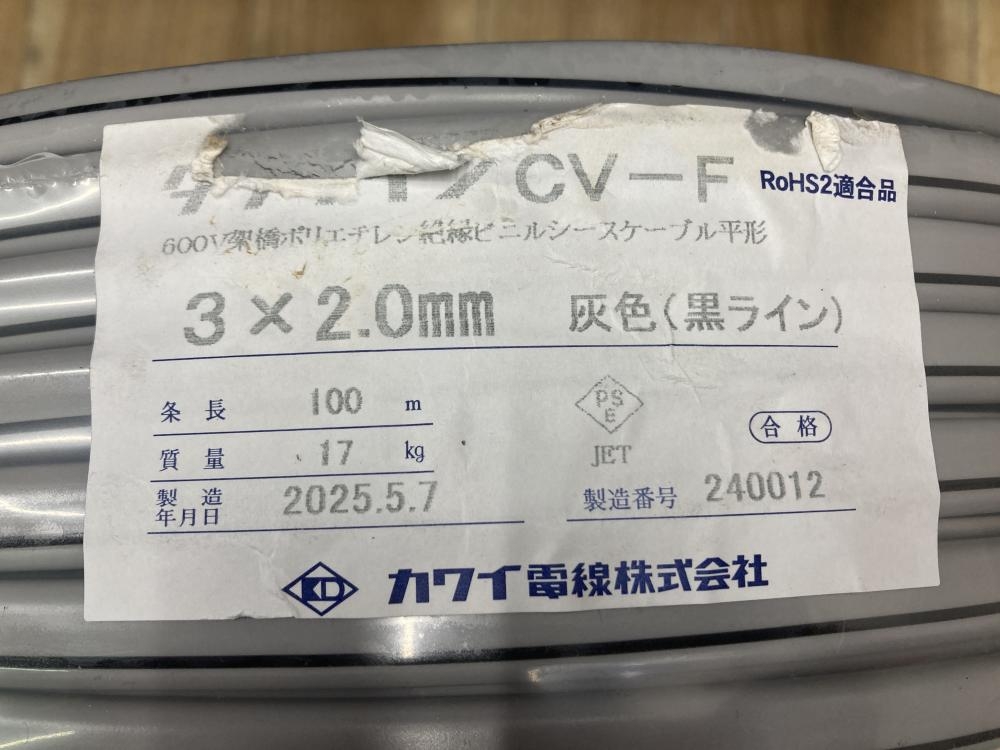 CV－F RoHS2適合品
600V架橋ポリエチレン絶縁ビニルシースケーブル平形
3×2.0mm 灰色(黒ライン)
条長 100 m
質量 17 kg
製造年月日 2025.5.7
PS
E
JET
合格
製造番号 240012
KD カワイ電線株式会社